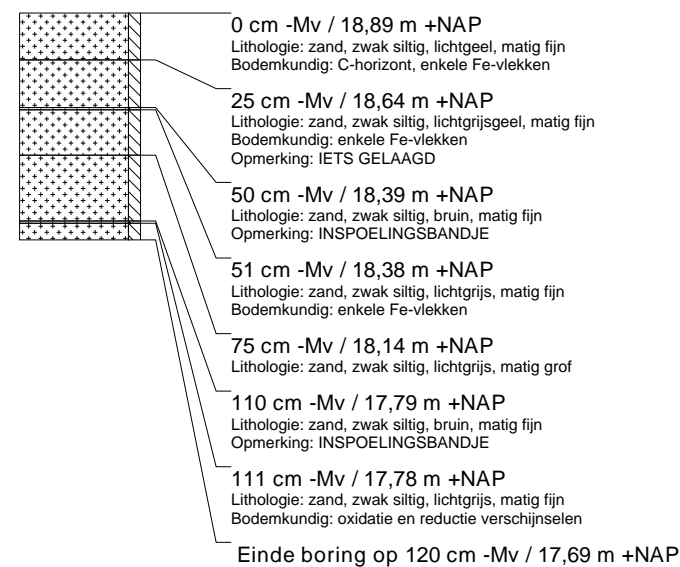 0 cm -Mv / 18,89 m +NAP
Lithologie: zand, zwak siltig, lichtgeel, matig fijn
Bodemkundig: C-horizont, enkele Fe-vlekken
25 cm -Mv / 18,64 m +NAP
Lithologie: zand, zwak siltig, lichtgrijsgeel, matig fijn
Bodemkundig: enkele Fe-vlekken
Opmerking: IETS GELAAGD
50 cm -Mv / 18,39 m +NAP
Lithologie: zand, zwak siltig, bruin, matig fijn
Opmerking: INSPOELINGSBANDJE
51 cm -Mv / 18,38 m +NAP
Lithologie: zand, zwak siltig, lichtgrijs, matig fijn
Bodemkundig: enkele Fe-vlekken
75 cm -Mv / 18,14 m +NAP
Lithologie: zand, zwak siltig, lichtgrijs, matig grof
110 cm -Mv / 17,79 m +NAP
Lithologie: zand, zwak siltig, bruin, matig fijn
Opmerking: INSPOELINGSBANDJE
111 cm -Mv / 17,78 m +NAP
Lithologie: zand, zwak siltig, lichtgrijs, matig fijn
Bodemkundig: oxidatie en reductie verschijnselen
Einde boring op 120 cm -Mv / 17,69 m +NAP